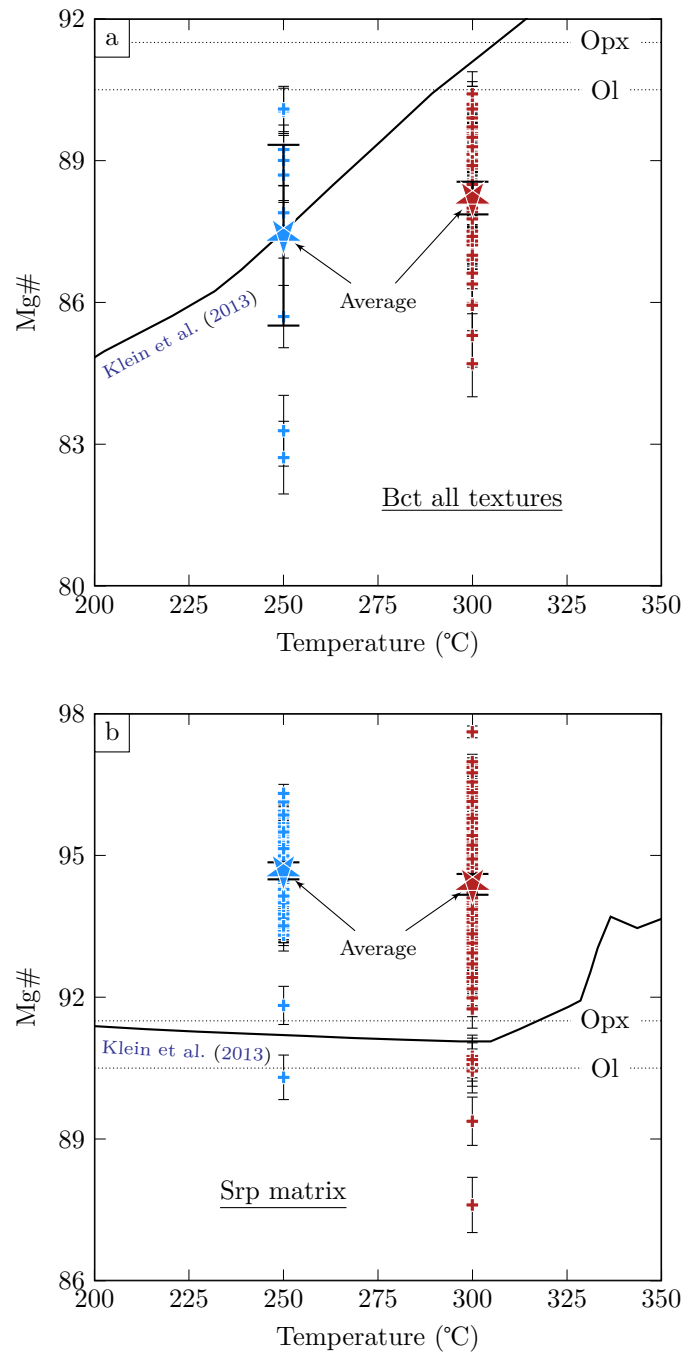 92
a
Opx
Ol
89
Mg#
86
Average
Klein et al. (2013)
83
Bct all textures
80
200 225 250 275 300 325 350
Temperature (°C)
98
b
95
Average
Mg#
92
Opx
Klein et al. (2013)
Ol
89
Srp matrix
86
200 225 250 275 300 325 350
Temperature (°C)